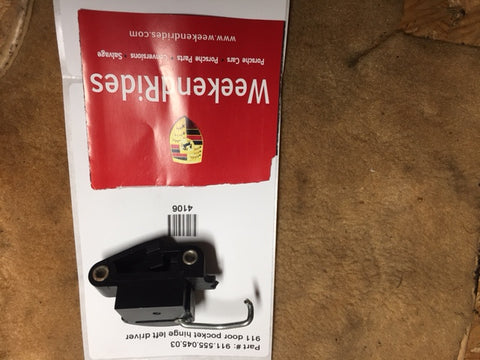 Part#: 911.555.045.03
911 door pocket hinge left driver
4106
WeekendRides
Porsche Cars Porsche Parts - Conversions Salvage
www.weekendrides.com